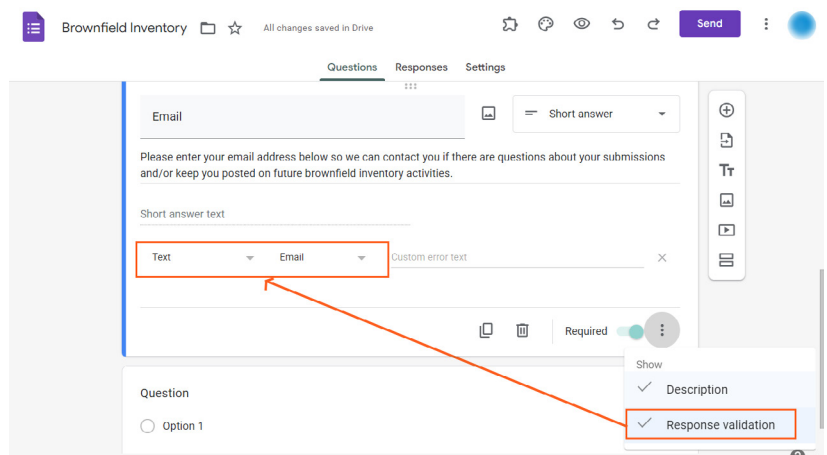 Brownfield Inventory
All changes saved in Drive
Send
Questions Responses Settings
Email
Short answer
Please enter your email address below so we can contact you if there are questions about your submissions
and/or keep you posted on future brownfield inventory activities.
Short answer text
Text Email Custom error text
Required
Show
Description
Response validation
Question
Option 1
Tт